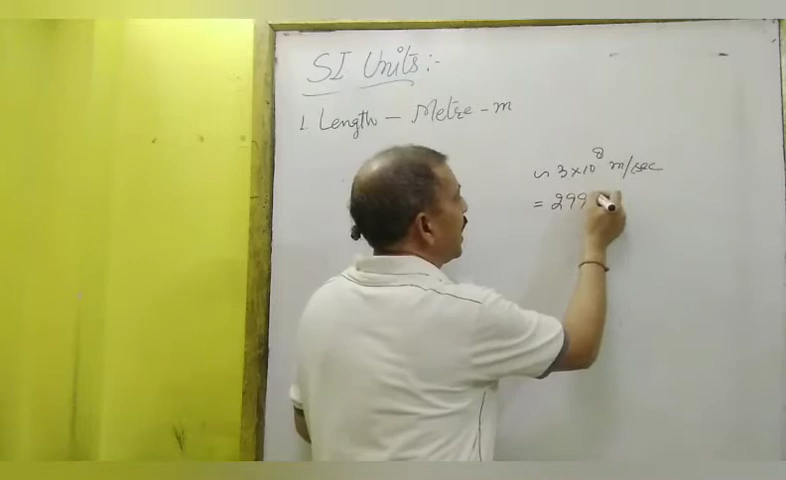 SI Units :-
1. Length - Metre - m
~ 3×10⁸ m/sec
= 299